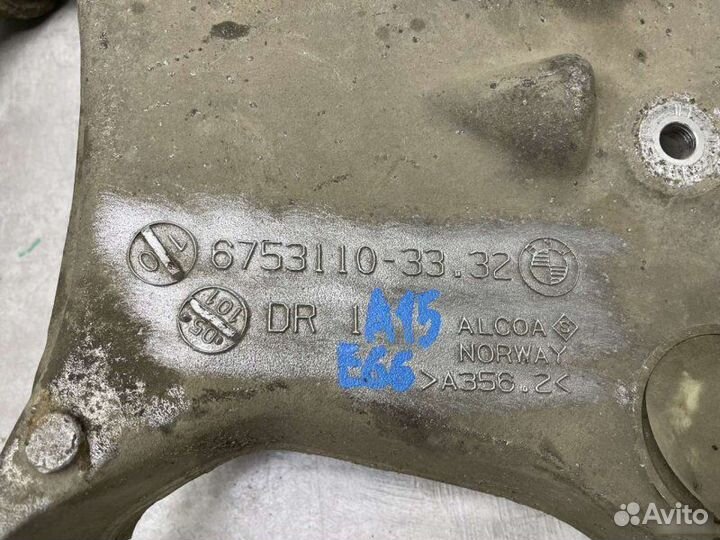 6753110-33.32
DR 1 A15
ALCOA S
E66
NORWAY
>A356.2<
Avito